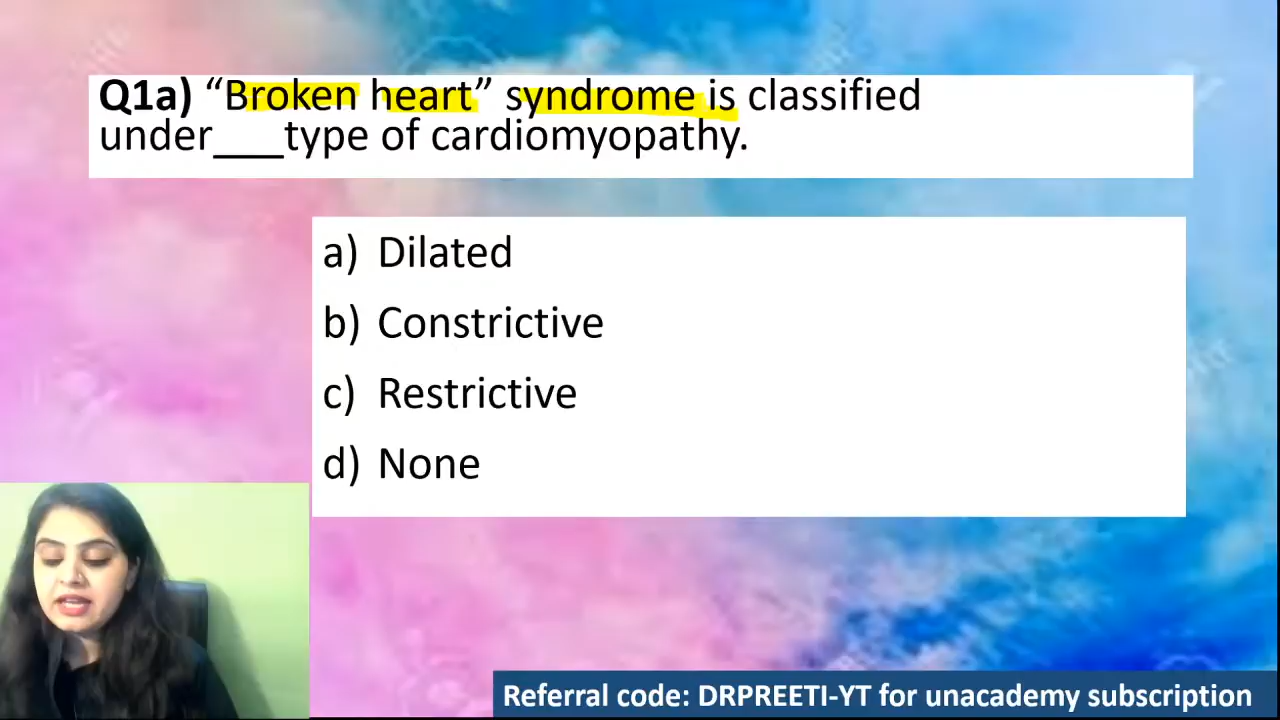 Q1a) “Broken heart” syndrome is classified
under___type of cardiomyopathy.
a) Dilated
b) Constrictive
c) Restrictive
d) None
Referral code: DRPREETI-YT for unacademy subscription